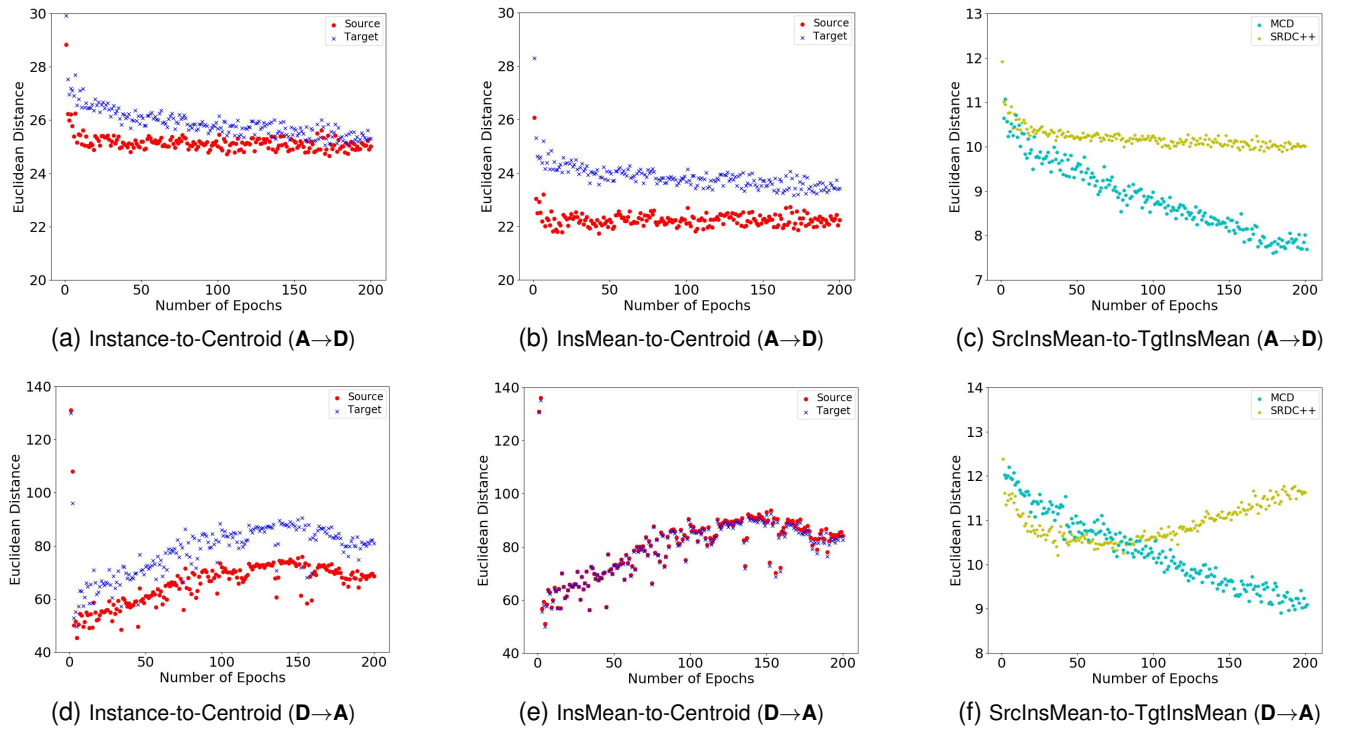 30
28
26
24
22
20
Euclidean Distance
Source
Target
0 50 100 150 200
Number of Epochs
(a) Instance-to-Centroid (A→D)
30
28
26
24
22
20
Euclidean Distance
Source
Target
0 50 100 150 200
Number of Epochs
(b) InsMean-to-Centroid (A→D)
13
12
11
10
9
8
7
Euclidean Distance
MCD
SRDC++
0 50 100 150 200
Number of Epochs
(c) SrcInsMean-to-TgtInsMean (A→D)
140
120
100
80
60
40
Euclidean Distance
Source
Target
0 50 100 150 200
Number of Epochs
(d) Instance-to-Centroid (D→A)
140
120
100
80
60
40
Euclidean Distance
Source
Target
0 50 100 150 200
Number of Epochs
(e) InsMean-to-Centroid (D→A)
14
13
12
11
10
9
8
Euclidean Distance
MCD
SRDC++
0 50 100 150 200
Number of Epochs
(f) SrcInsMean-to-TgtInsMean (D→A)